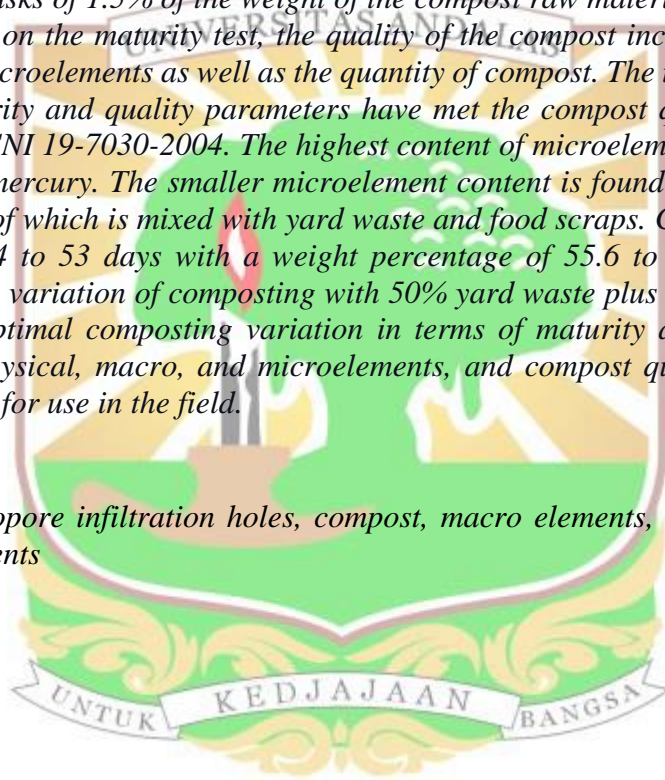 isks of 1.5% of the weight of the compost raw materi
UNIVERSITAS ANDALAS
on the maturity test, the quality of the compost inc
croelements as well as the quantity of compost. The
rity and quality parameters have met the compost q
NI 19-7030-2004. The highest content of microelem
mercury. The smaller microelement content is found
of which is mixed with yard waste and food scraps. C
4 to 53 days with a weight percentage of 55.6 to
variation of composting with 50% yard waste plus
ptimal composting variation in terms of maturity
hysical, macro, and microelements, and compost qu
for use in the field.
opore infiltration holes, compost, macro elements,
ents
UNTUK KEDJAJAAN BANGSA